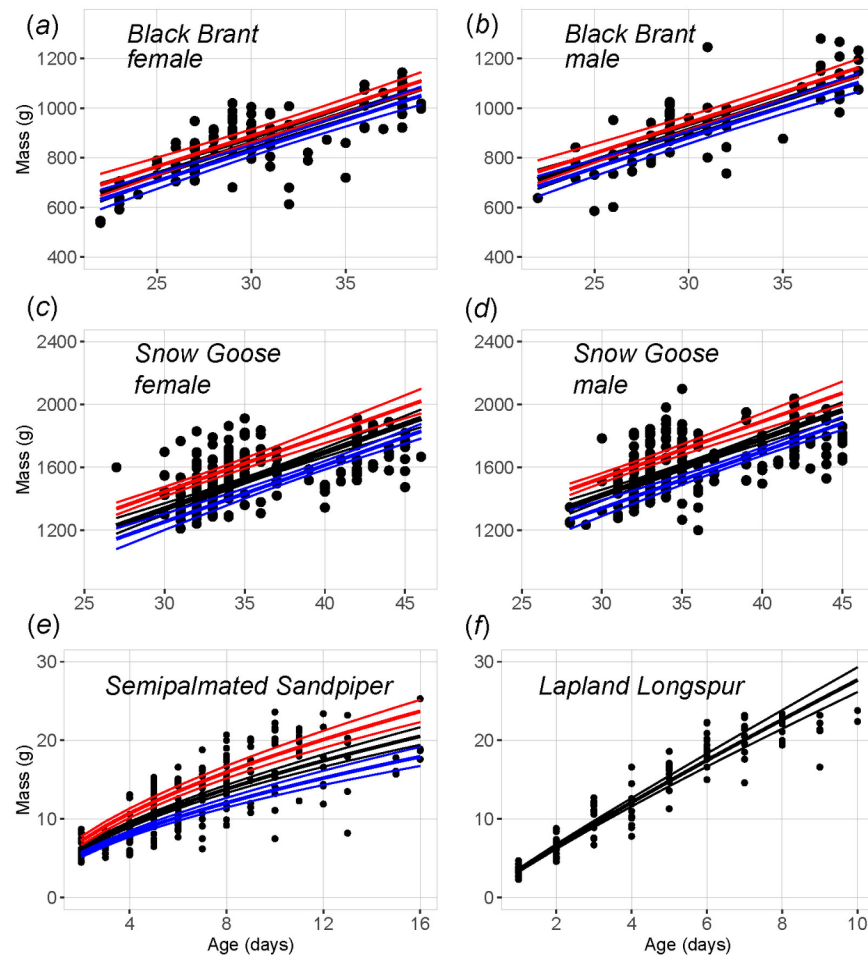 (a)
Black Brant
female
1200
1000
800
600
400
Mass (g)
25
30
35
(b)
Black Brant
male
1200
1000
800
600
400
25
30
35
(c)
Snow Goose
female
2400
2000
1600
1200
Mass (g)
25
30
35
40
45
(d)
Snow Goose
male
2400
2000
1600
1200
25
30
35
40
45
(e)
Semipalmated Sandpiper
30
20
10
0
Mass (g)
4
8
12
16
Age (days)
(f)
Lapland Longspur
30
20
10
0
2
4
6
8
10
Age (days)